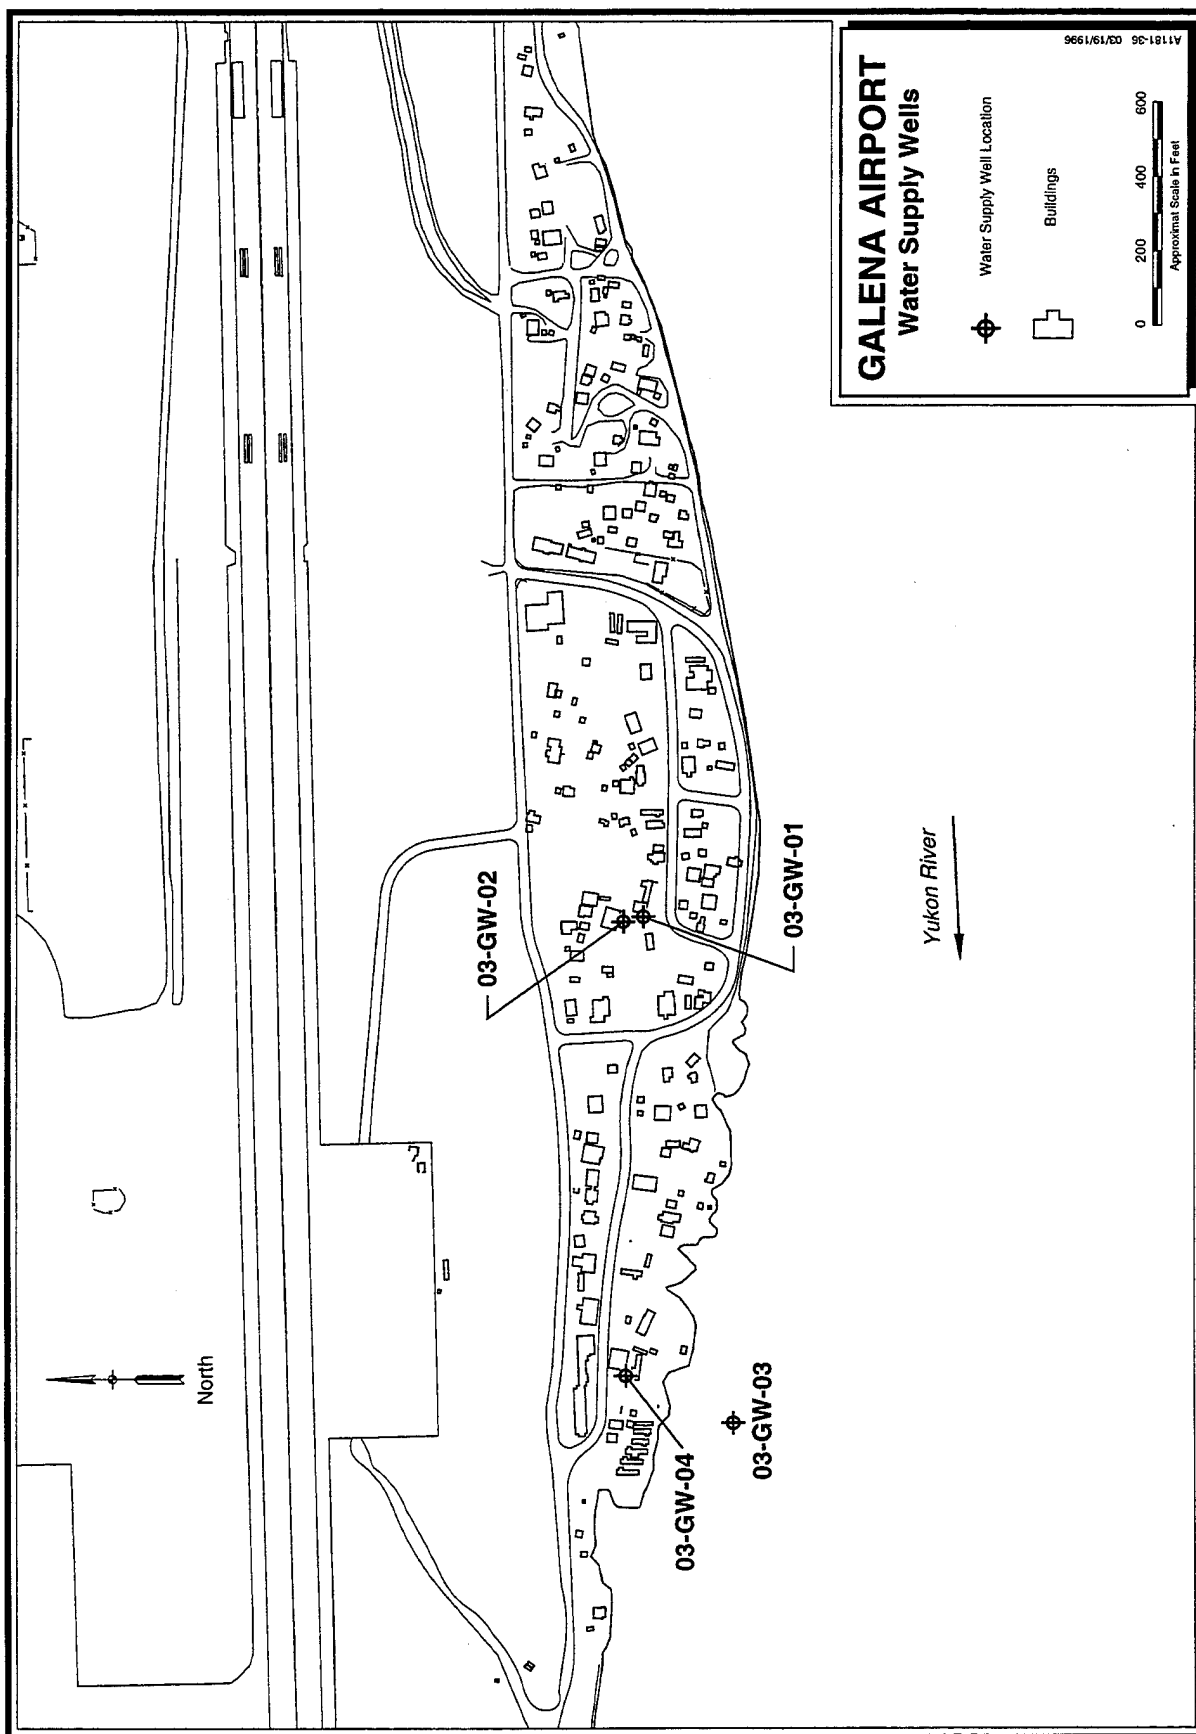 GALENA AIRPORT
Water Supply Wells
Water Supply Well Location
Buildings
0 200 400 600
Approximat Scale in Feet
A1181-36 03/19/1996
North
03-GW-02
03-GW-01
03-GW-04
03-GW-03
Yukon River